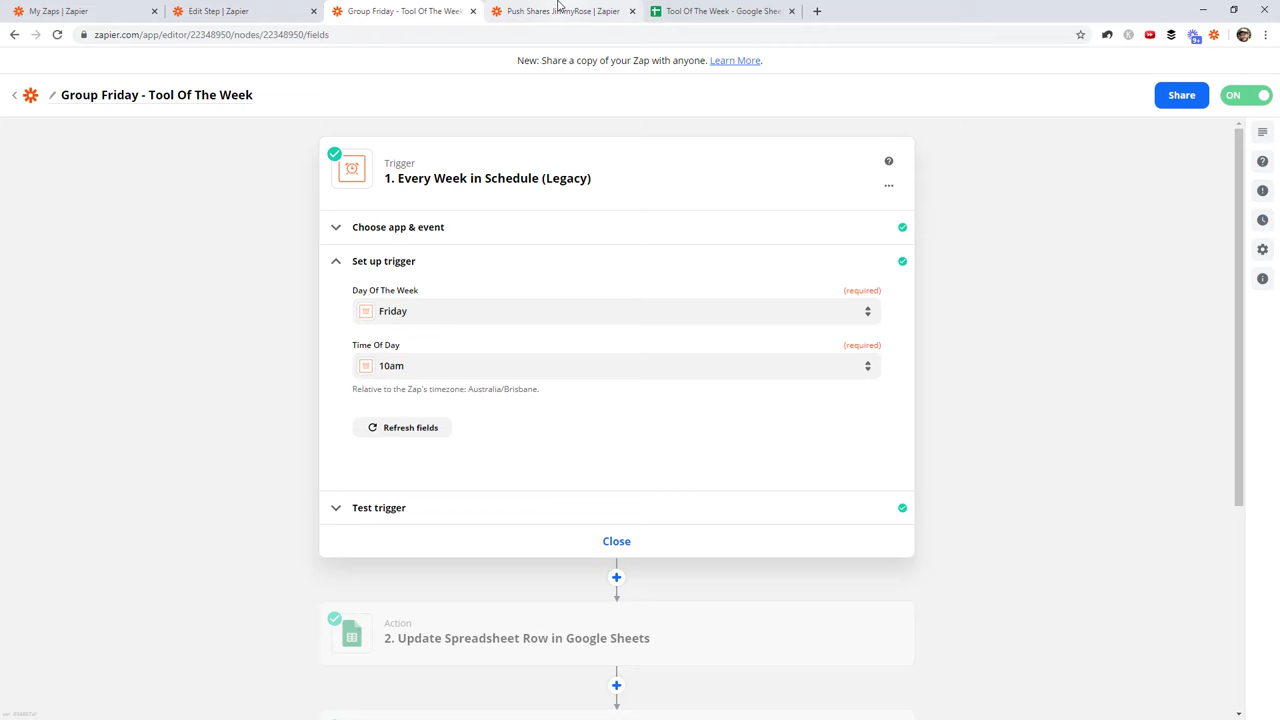 My Zaps | Zapier
Edit Step | Zapier
Group Friday - Tool Of The Week
Push Shares JimmyRose | Zapier
Tool Of The Week - Google Shee
zapier.com/app/editor/22348950/nodes/22348950/fields
9+
New: Share a copy of your Zap with anyone. Learn More.
Group Friday - Tool Of The Week
Share
ON
Trigger
1. Every Week in Schedule (Legacy)
Choose app & event
Set up trigger
Day Of The Week (required)
Friday
Time Of Day (required)
10am
Relative to the Zap's timezone: Australia/Brisbane.
Refresh fields
Test trigger
Close
Action
2. Update Spreadsheet Row in Google Sheets